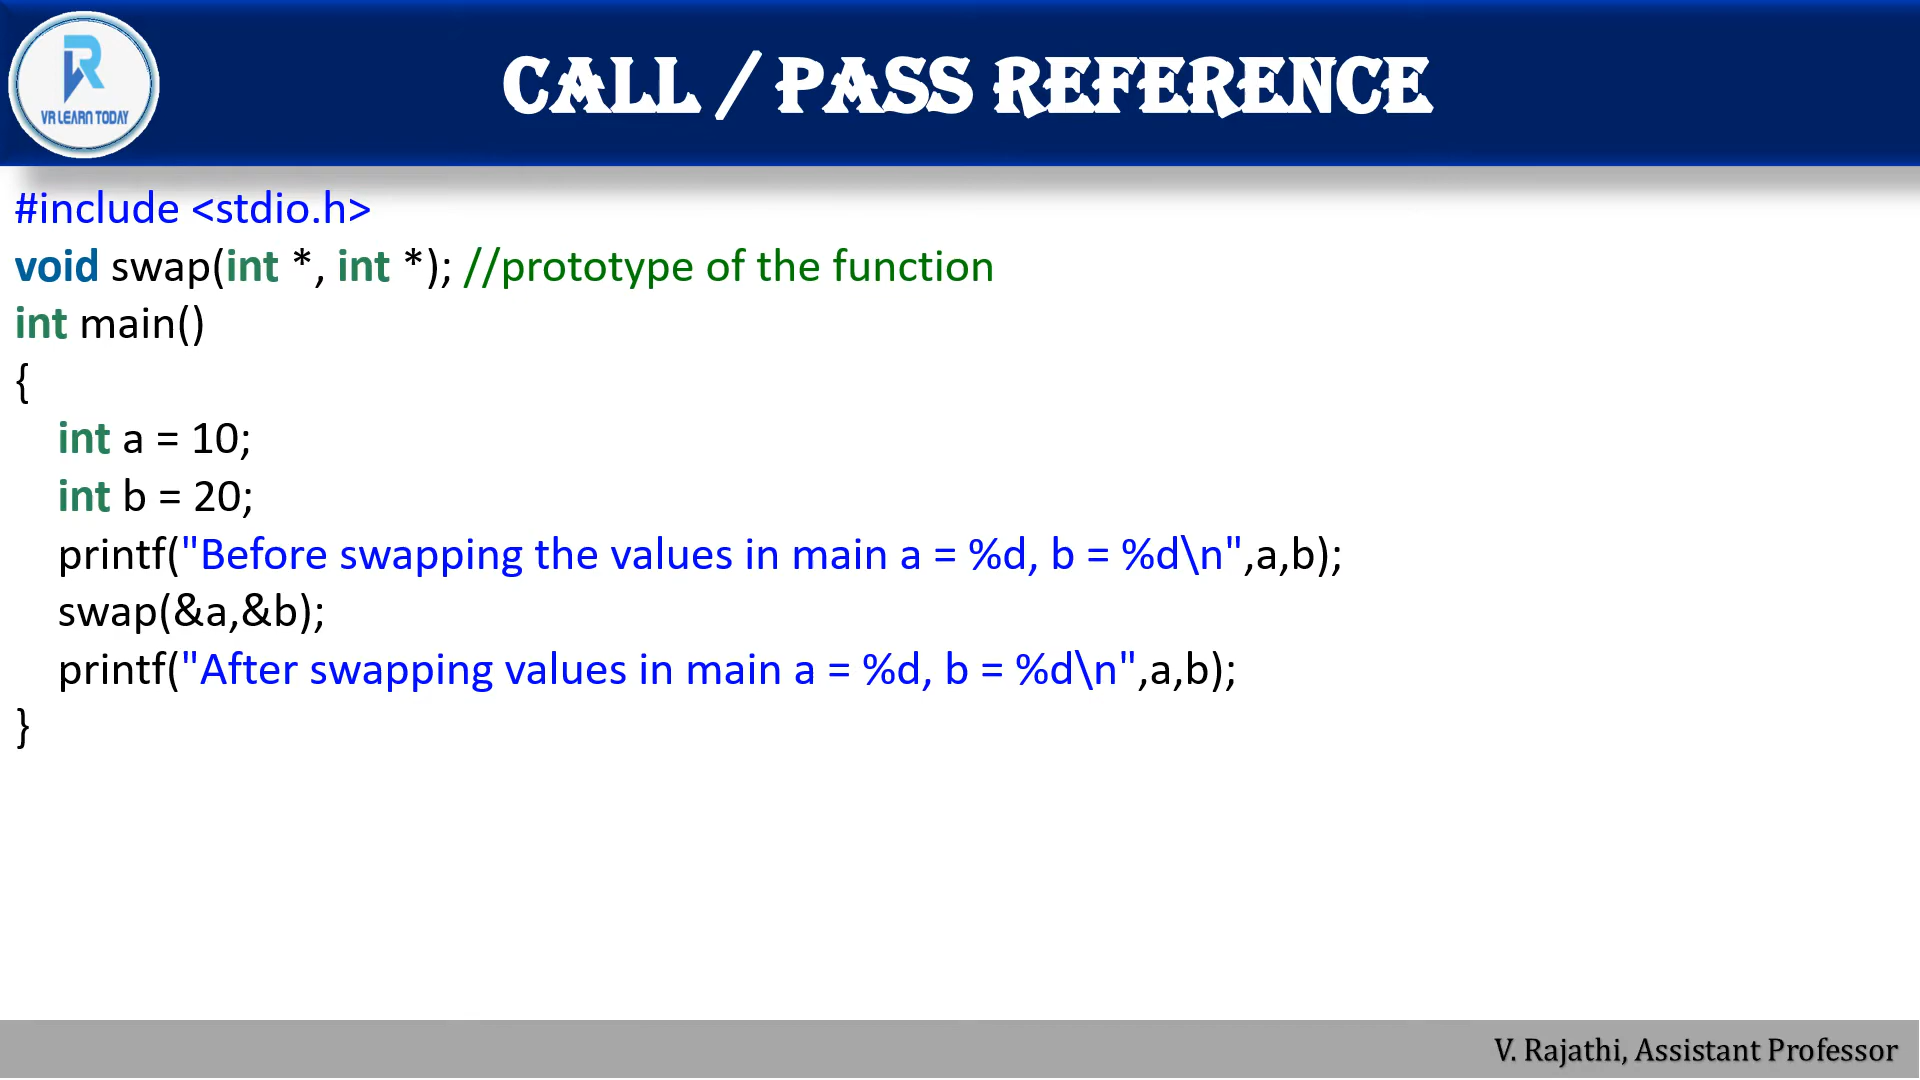 VR LEARN TODAY
CALL / PASS REFERENCE
#include <stdio.h>
void swap(int *, int *); //prototype of the function
int main()
{
    int a = 10;
    int b = 20;
    printf("Before swapping the values in main a = %d, b = %d\n",a,b);
    swap(&a,&b);
    printf("After swapping values in main a = %d, b = %d\n",a,b);
}
V. Rajathi, Assistant Professor